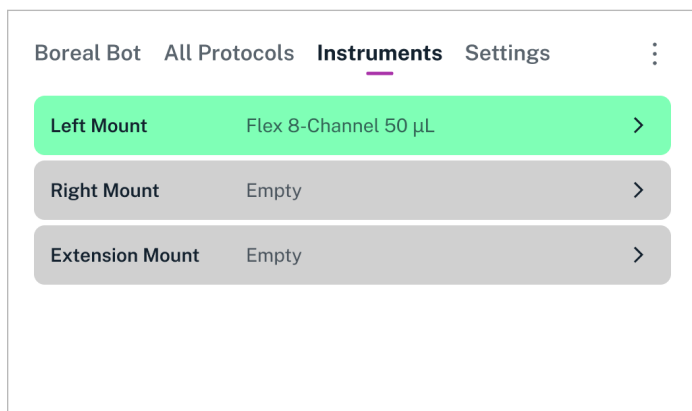 Boreal Bot All Protocols Instruments Settings
Left Mount Flex 8-Channel 50 µL
Right Mount Empty
Extension Mount Empty